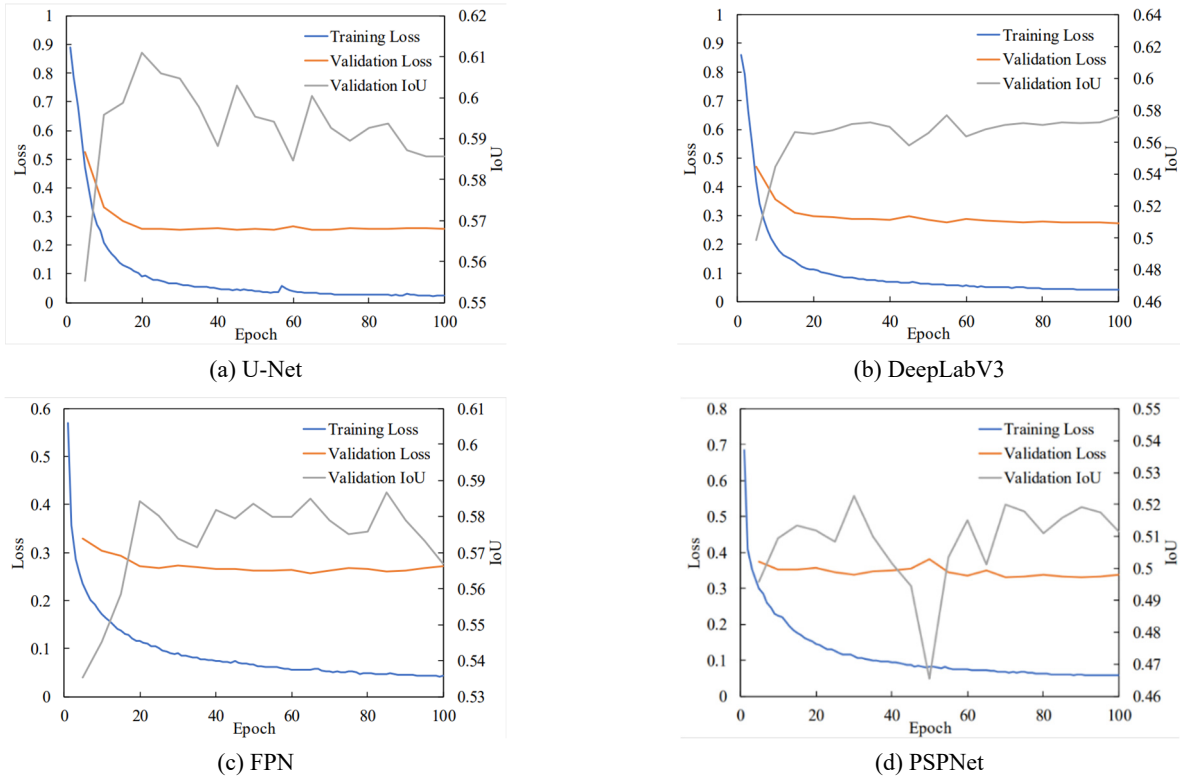 1
0.9
0.8
0.7
0.6
0.5
0.4
0.3
0.2
0.1
0
Loss
Training Loss
Validation Loss
Validation IoU
0.62
0.61
0.6
0.59
0.58
0.57
0.56
0.55
IoU
0 20 40 60 80 100
Epoch
(a) U-Net
1
0.9
0.8
0.7
0.6
0.5
0.4
0.3
0.2
0.1
0
Loss
Training Loss
Validation Loss
Validation IoU
0.64
0.62
0.6
0.58
0.56
0.54
0.52
0.5
0.48
0.46
IoU
0 20 40 60 80 100
Epoch
(b) DeepLabV3
0.6
0.5
0.4
0.3
0.2
0.1
0
Loss
Training Loss
Validation Loss
Validation IoU
0.61
0.6
0.59
0.58
0.57
0.56
0.55
0.54
0.53
IoU
0 20 40 60 80 100
Epoch
(c) FPN
0.8
0.7
0.6
0.5
0.4
0.3
0.2
0.1
0
Loss
Training Loss
Validation Loss
Validation IoU
0.55
0.54
0.53
0.52
0.51
0.5
0.49
0.48
0.47
0.46
IoU
0 20 40 60 80 100
Epoch
(d) PSPNet